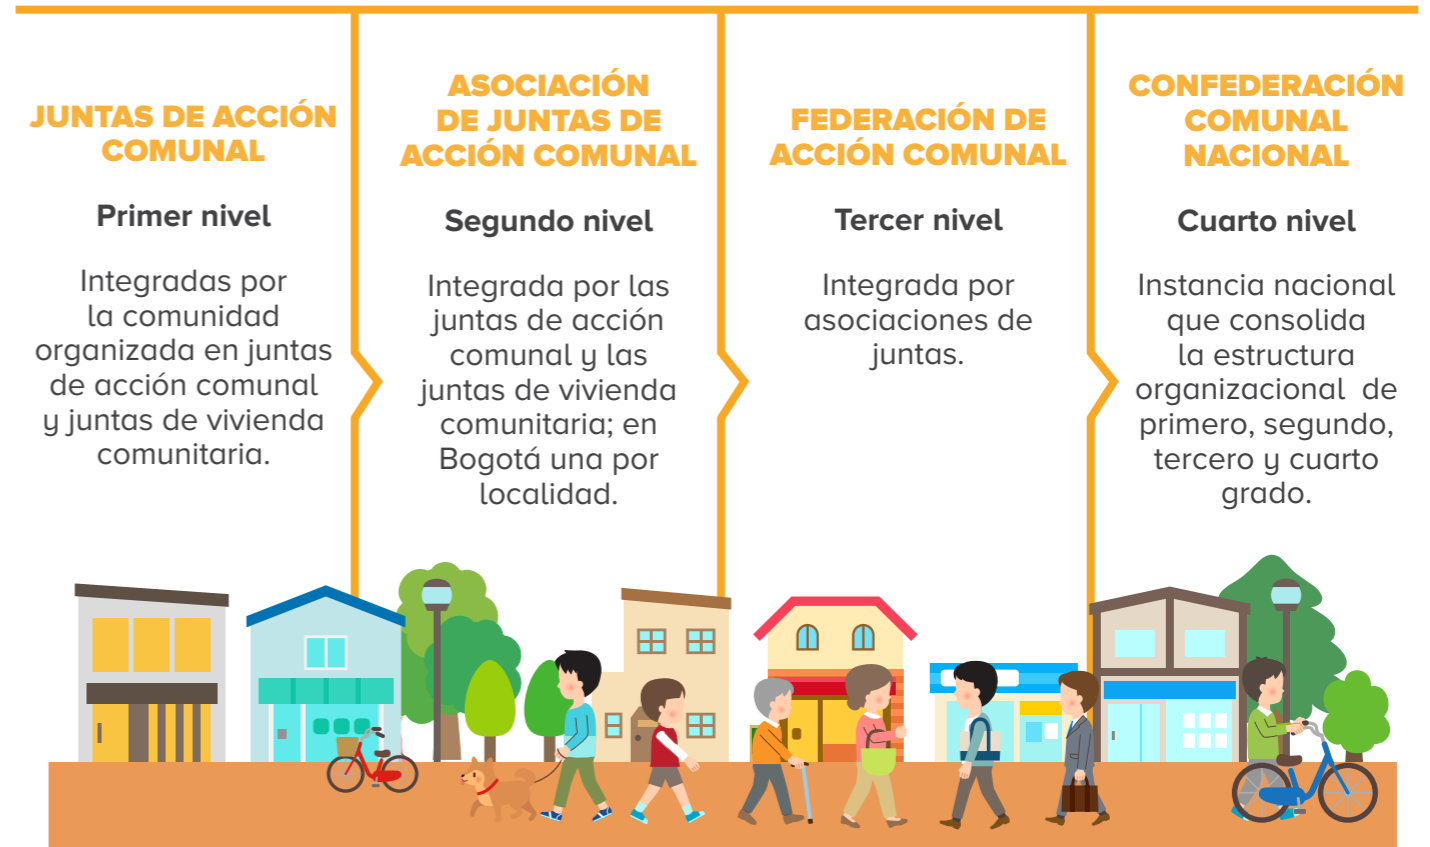 JUNTAS DE ACCIÓN
COMUNAL
Primer nivel
Integradas por
la comunidad
organizada en juntas
de acción comunal
y juntas de vivienda
comunitaria.
ASOCIACIÓN
DE JUNTAS DE
ACCIÓN COMUNAL
Segundo nivel
Integrada por las
juntas de acción
comunal y las
juntas de vivienda
comunitaria; en
Bogotá una por
localidad.
FEDERACIÓN DE
ACCIÓN COMUNAL
Tercer nivel
Integrada por
asociaciones de
juntas.
CONFEDERACIÓN
COMUNAL
NACIONAL
Cuarto nivel
Instancia nacional
que consolida
la estructura
organizacional de
primero, segundo,
tercero y cuarto
grado.